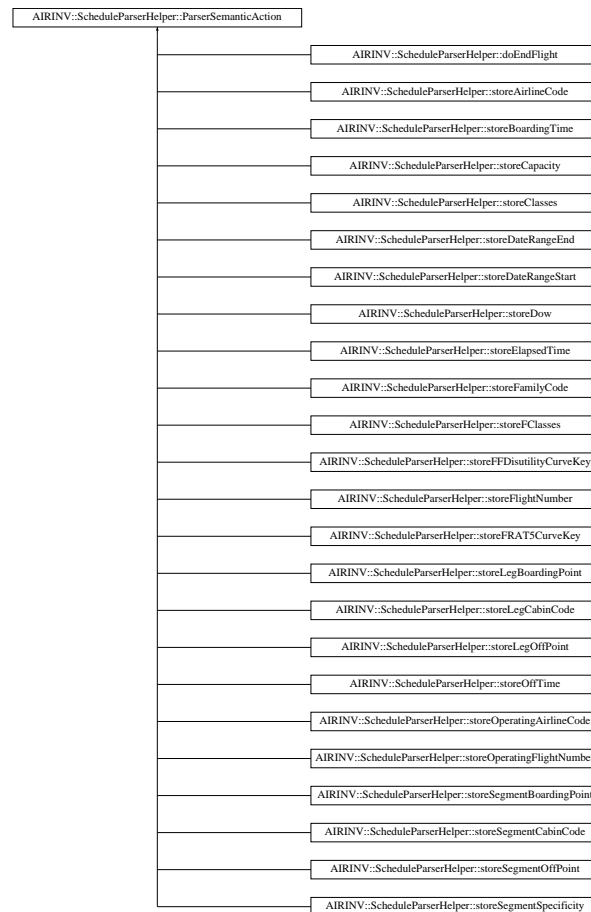 AIRINV::ScheduleParserHelper::ParserSemanticAction
AIRINV::ScheduleParserHelper::doEndFlight
AIRINV::ScheduleParserHelper::storeAirlineCode
AIRINV::ScheduleParserHelper::storeBoardingTime
AIRINV::ScheduleParserHelper::storeCapacity
AIRINV::ScheduleParserHelper::storeClasses
AIRINV::ScheduleParserHelper::storeDateRangeEnd
AIRINV::ScheduleParserHelper::storeDateRangeStart
AIRINV::ScheduleParserHelper::storeDow
AIRINV::ScheduleParserHelper::storeElapsedTime
AIRINV::ScheduleParserHelper::storeFamilyCode
AIRINV::ScheduleParserHelper::storeFClasses
AIRINV::ScheduleParserHelper::storeFFDisutilityCurveKey
AIRINV::ScheduleParserHelper::storeFlightNumber
AIRINV::ScheduleParserHelper::storeFRAT5CurveKey
AIRINV::ScheduleParserHelper::storeLegBoardingPoint
AIRINV::ScheduleParserHelper::storeLegCabinCode
AIRINV::ScheduleParserHelper::storeLegOffPoint
AIRINV::ScheduleParserHelper::storeOffTime
AIRINV::ScheduleParserHelper::storeOperatingAirlineCode
AIRINV::ScheduleParserHelper::storeOperatingFlightNumber
AIRINV::ScheduleParserHelper::storeSegmentBoardingPoint
AIRINV::ScheduleParserHelper::storeSegmentCabinCode
AIRINV::ScheduleParserHelper::storeSegmentOffPoint
AIRINV::ScheduleParserHelper::storeSegmentSpecificity